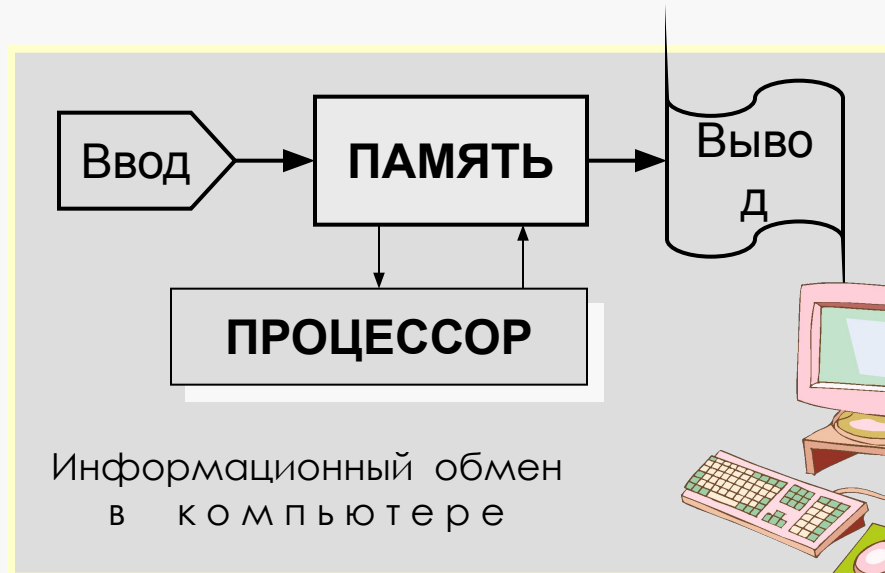 Ввод
ПАМЯТЬ
Выво
д
ПРОЦЕССОР
Информационный обмен
в компьютере